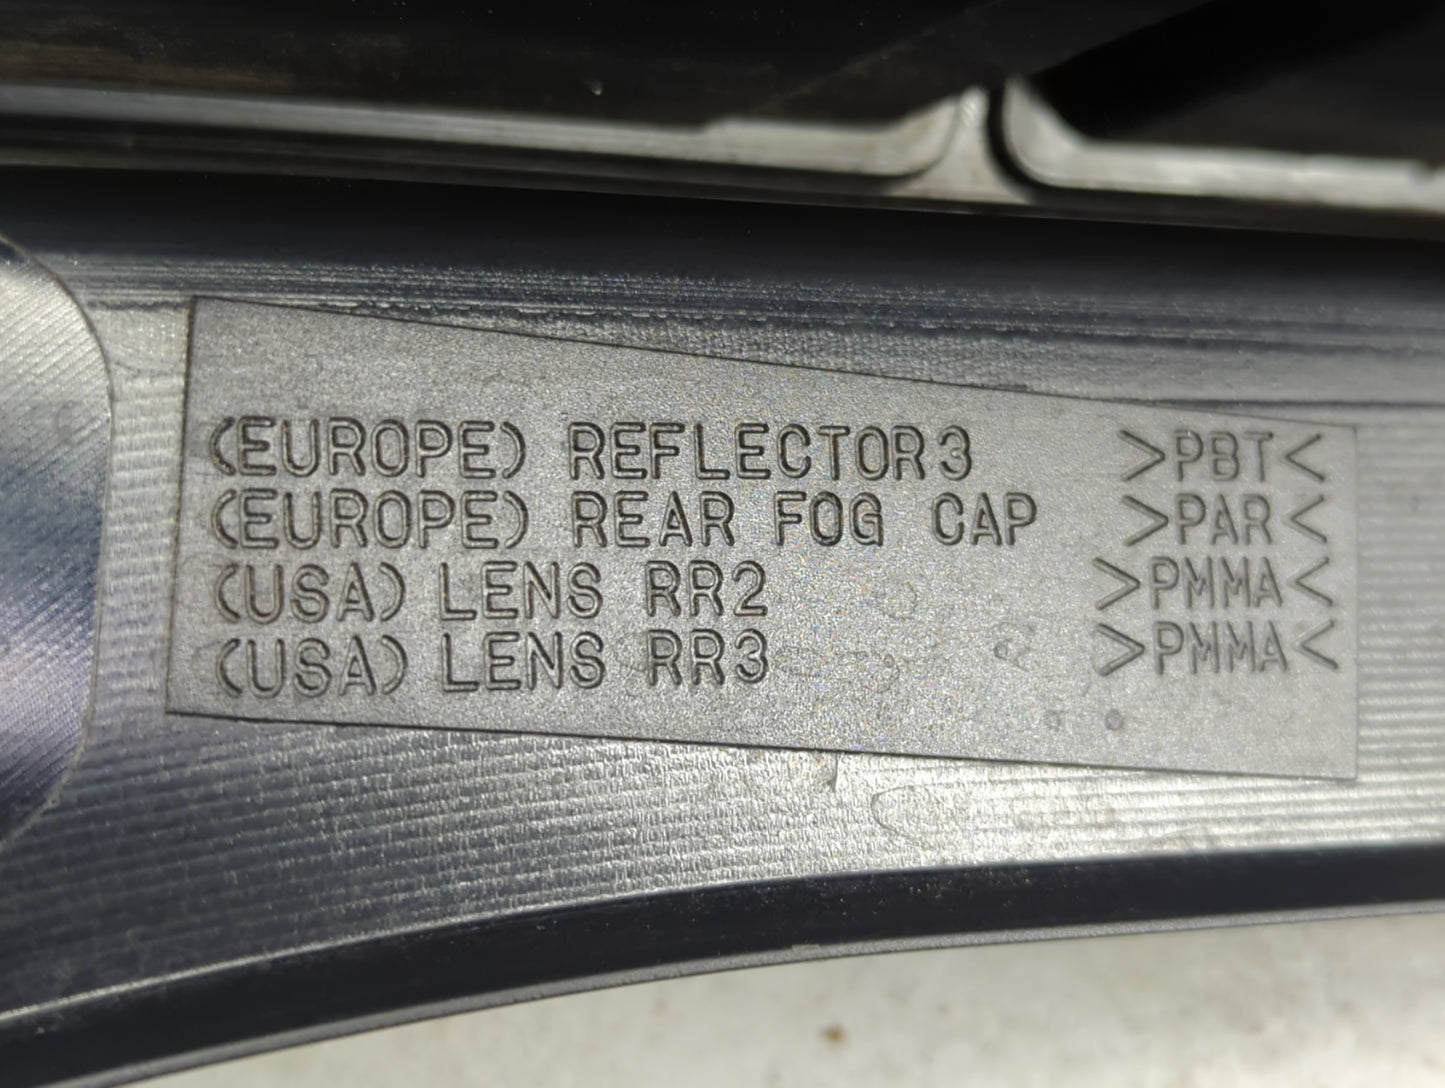 (EUROPE) REFLECTOR3 >PBT<
(EUROPE) REAR FOG CAP >PAR<
(USA) LENS RR2 >PMMA<
(USA) LENS RR3 >PMMA<